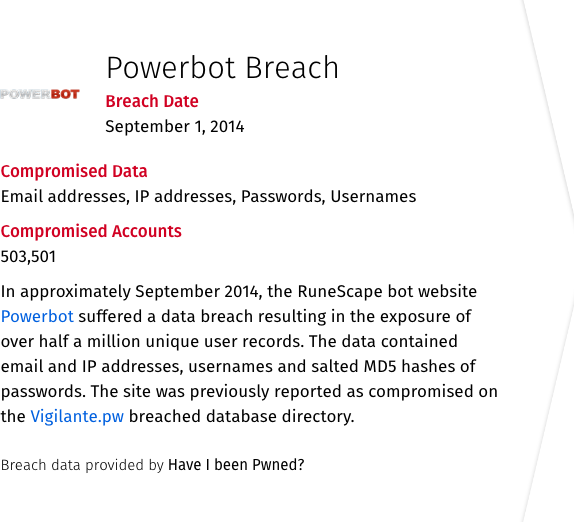 Powerbot Breach
POWERBOT
Breach Date
September 1, 2014
Compromised Data
Email addresses, IP addresses, Passwords, Usernames
Compromised Accounts
503,501
In approximately September 2014, the RuneScape bot website
Powerbot suffered a data breach resulting in the exposure of
over half a million unique user records. The data contained
email and IP addresses, usernames and salted MD5 hashes of
passwords. The site was previously reported as compromised on
the Vigilante.pw breached database directory.
Breach data provided by Have I been Pwned?